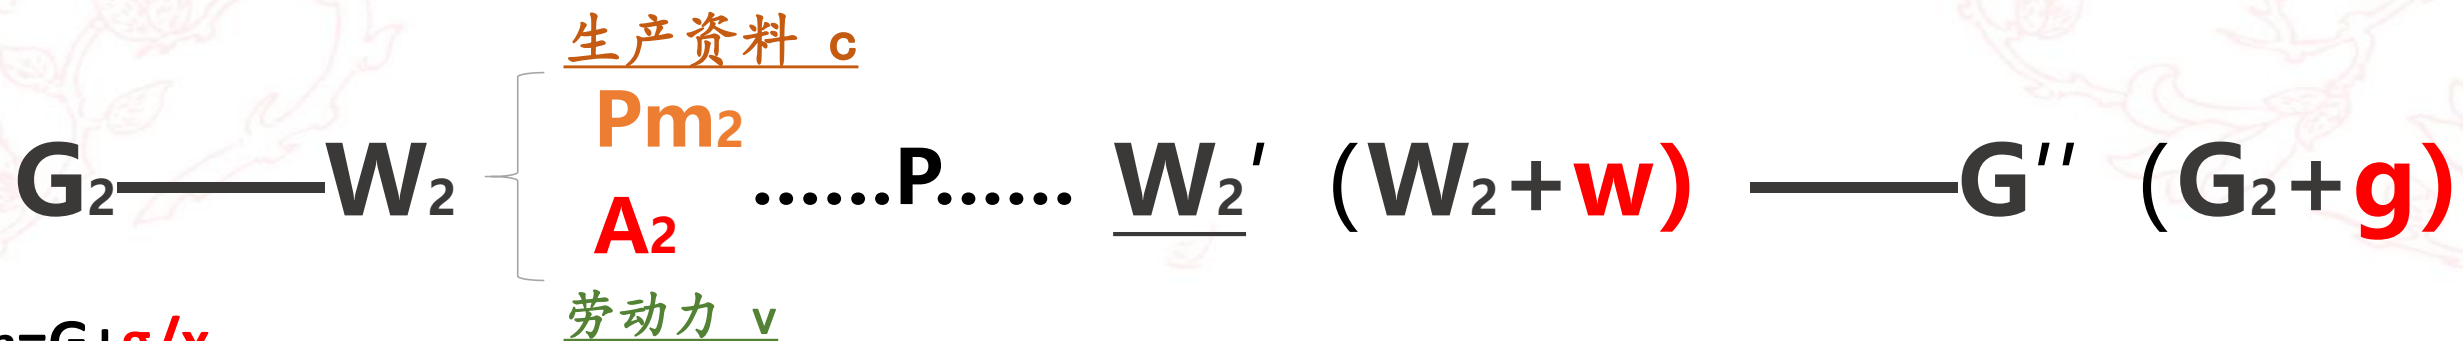 生产资料 c
Pm2
G2——W2 ......P...... W2′ (W2+w) ——G′′ (G2+g)
A2
劳动力 v
=G+g/x